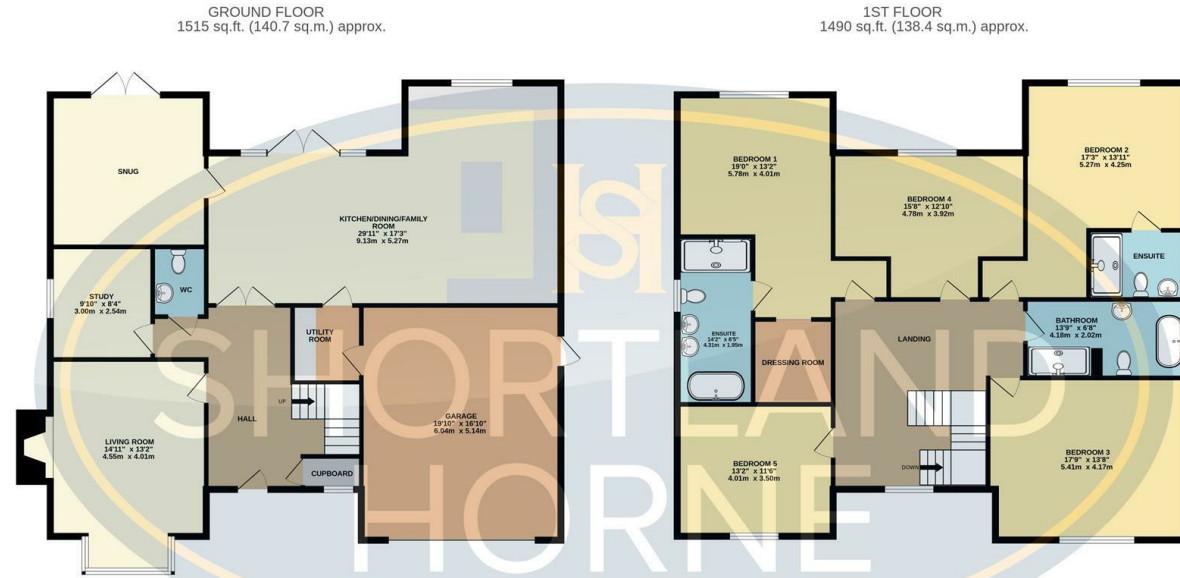 GROUND FLOOR
1515 sq.ft. (140.7 sq.m.) approx.
1ST FLOOR
1490 sq.ft. (138.4 sq.m.) approx.
SNUG
KITCHEN/DINING/FAMILY
ROOM
29'11" x 17'3"
9.13m x 5.27m
STUDY
9'10" x 8'4"
3.00m x 2.54m
WC
UTILITY
ROOM
UP
HALL
LIVING ROOM
14'11" x 13'2"
4.55m x 4.01m
CUPBOARD
GARAGE
19'10" x 16'10"
6.04m x 5.14m
BEDROOM 1
19'0" x 13'2"
5.78m x 4.01m
BEDROOM 2
17'3" x 13'11"
5.27m x 4.25m
BEDROOM 4
15'8" x 12'10"
4.78m x 3.92m
ENSUITE
ENSUITE
14'2" x 6'5"
4.31m x 1.95m
DRESSING ROOM
LANDING
BATHROOM
13'9" x 6'8"
4.18m x 2.02m
BEDROOM 5
13'2" x 11'6"
4.01m x 3.50m
DOWN
BEDROOM 3
17'9" x 13'8"
5.41m x 4.17m
SH
SHORTLAND
HORNE